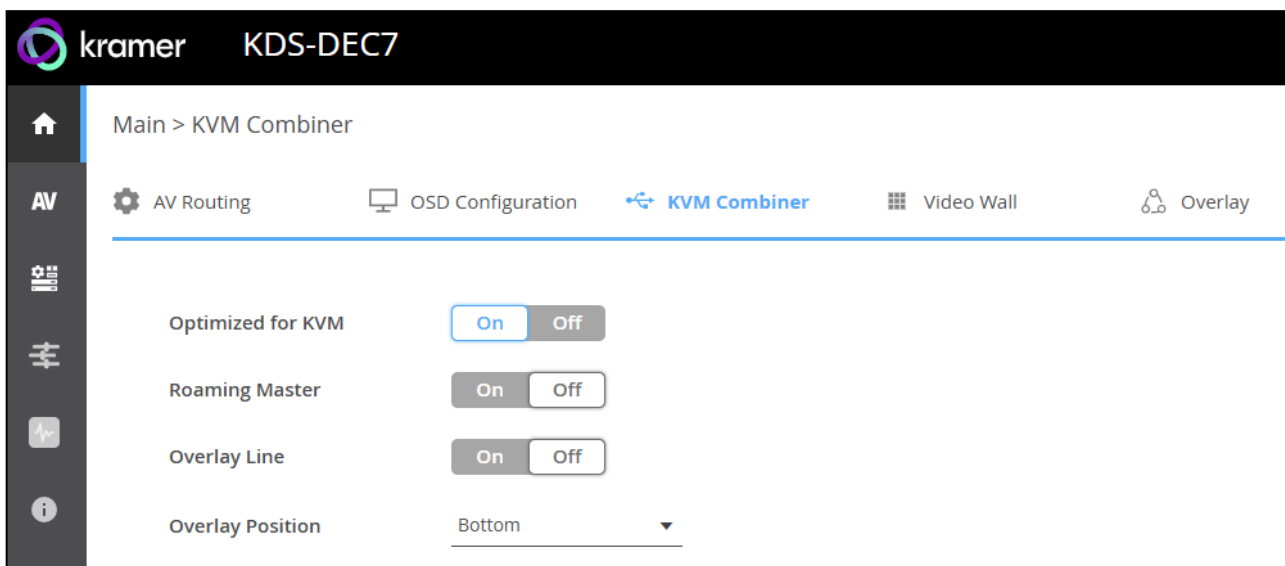 kramer KDS-DEC7
Main > KVM Combiner
AV
AV Routing OSD Configuration KVM Combiner Video Wall Overlay
Optimized for KVM On Off
Roaming Master On Off
Overlay Line On Off
Overlay Position Bottom